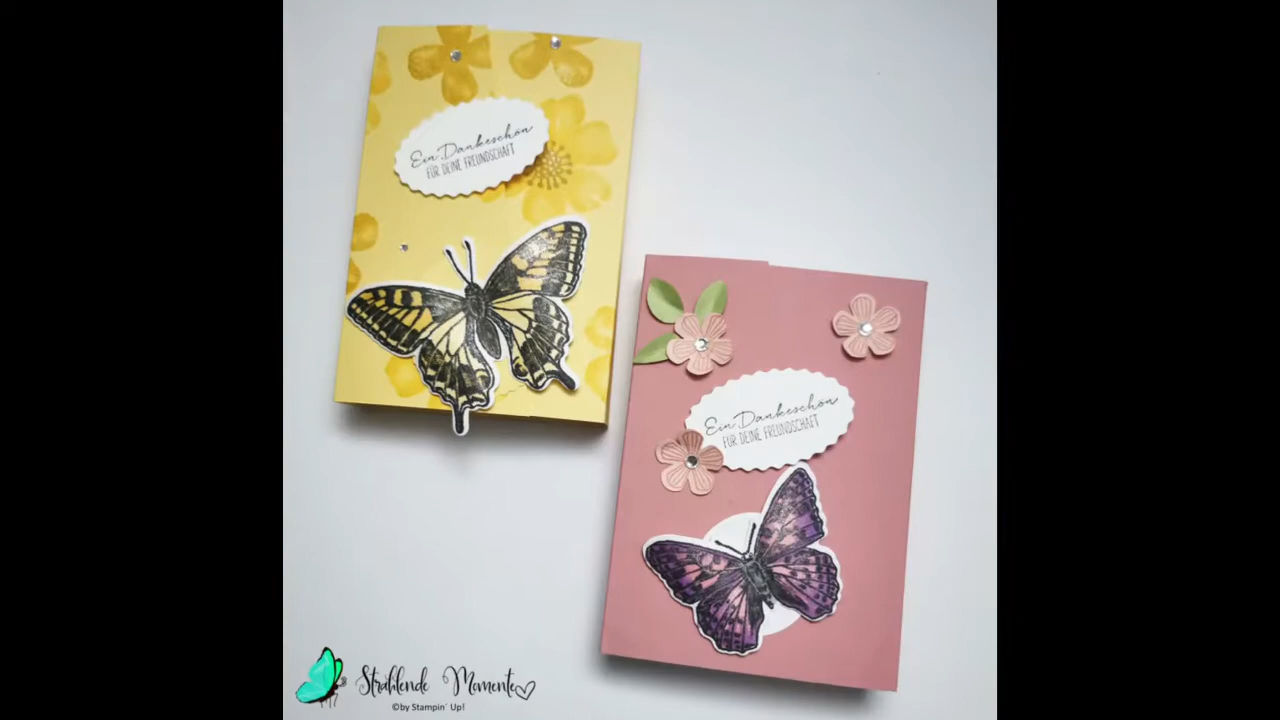 Ein Dankeschön
FÜR DEINE FREUNDSCHAFT
Ein Dankeschön
FÜR DEINE FREUNDSCHAFT
Strahlende Momente
©by Stampin´ Up!